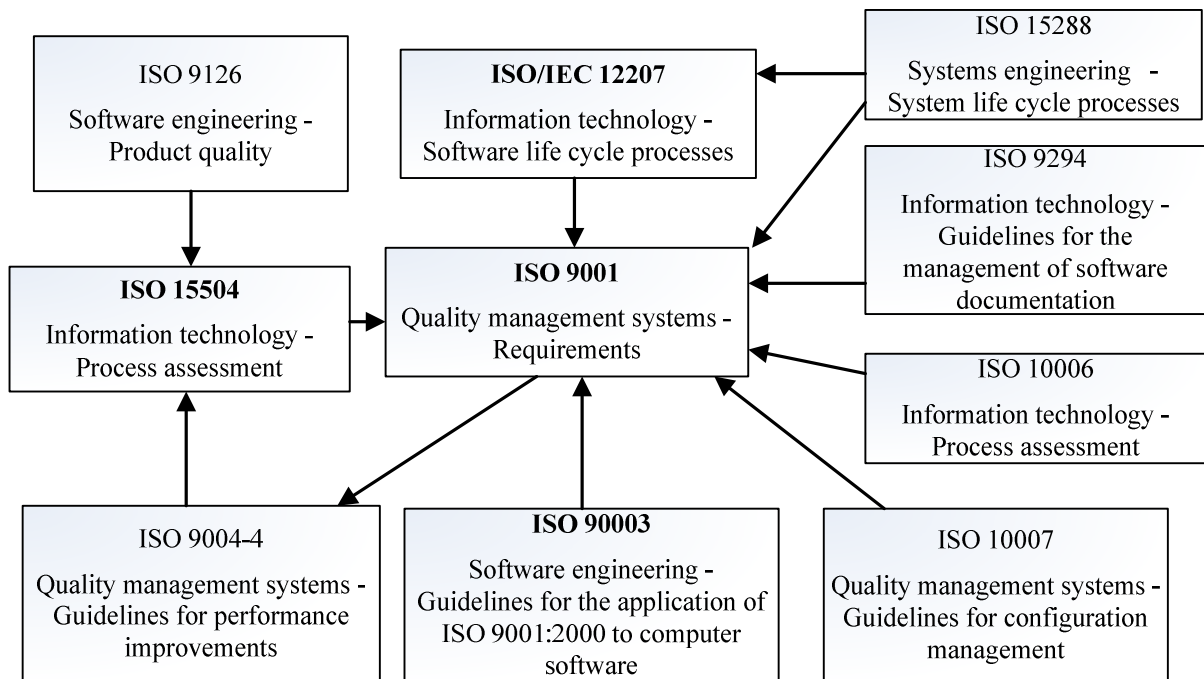 ISO 9126
Software engineering -
Product quality
ISO/IEC 12207
Information technology -
Software life cycle processes
ISO 15288
Systems engineering -
System life cycle processes
ISO 9294
Information technology -
Guidelines for the
management of software
documentation
ISO 15504
Information technology -
Process assessment
ISO 9001
Quality management systems -
Requirements
ISO 10006
Information technology -
Process assessment
ISO 9004-4
Quality management systems -
Guidelines for performance
improvements
ISO 90003
Software engineering -
Guidelines for the application of
ISO 9001:2000 to computer
software
ISO 10007
Quality management systems -
Guidelines for configuration
management